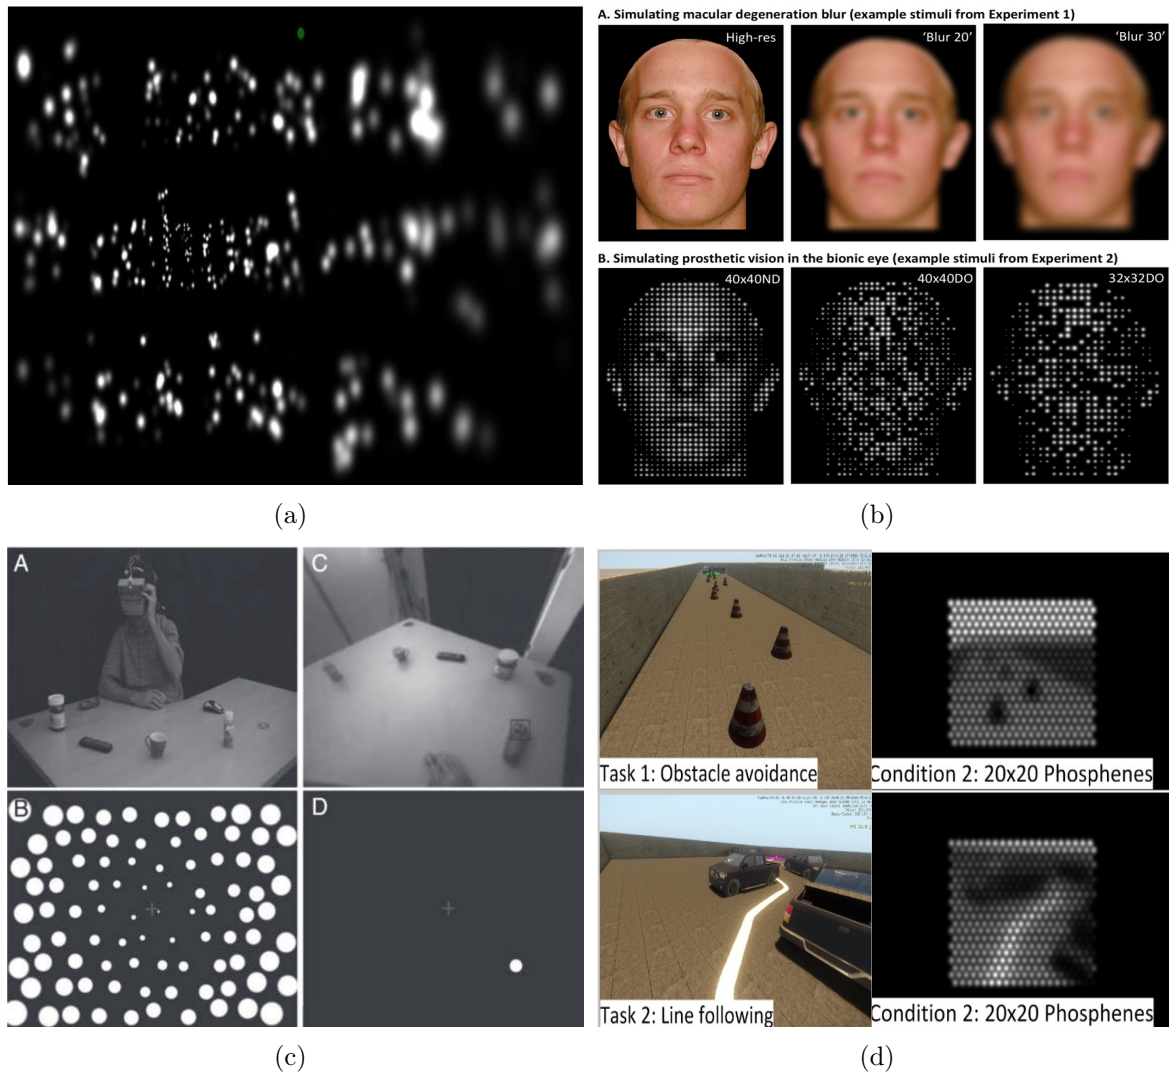 A. Simulating macular degeneration blur (example stimuli from Experiment 1)
High-res
'Blur 20'
'Blur 30'
B. Simulating prosthetic vision in the bionic eye (example stimuli from Experiment 2)
40x40ND
40x40DO
32x32DO
(a)
(b)
A
C
B
D
Task 1: Obstacle avoidance
Condition 2: 20x20 Phosphenes
Task 2: Line following
Condition 2: 20x20 Phosphenes
(c)
(d)